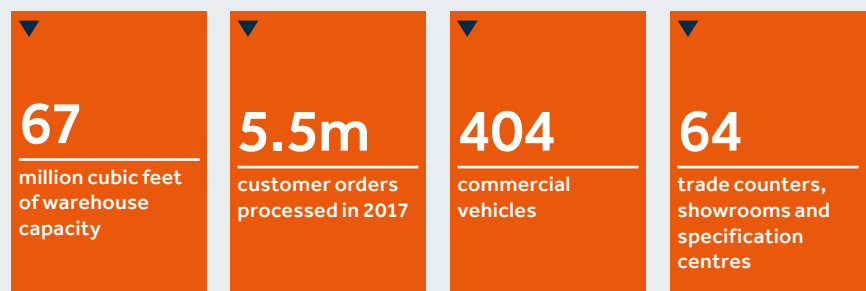 67
million cubic feet
of warehouse
capacity
5.5m
customer orders
processed in 2017
404
commercial
vehicles
64
trade counters,
showrooms and
specification
centres